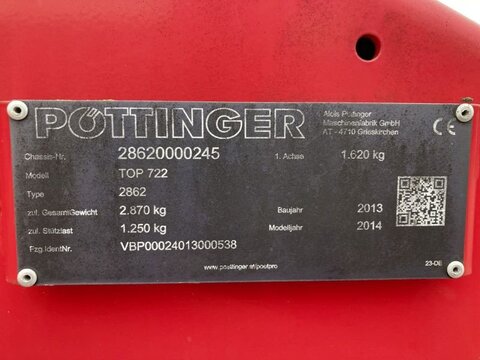 PÖTTINGER
Alois Pöttinger
Maschinenfabrik GmbH
AT - 4710 Grieskirchen
CE
Chassis-Nr. 28620000245 1. Achse 1.620 kg
Modell TOP 722
Type 2862
zul. GesamtGewicht 2.870 kg Baujahr 2013
zul. Stützlast 1.250 kg Modelljahr 2014
Fzg.IdentNr. VBP00024013000538
www.poettinger.at/poetpro
23-DE